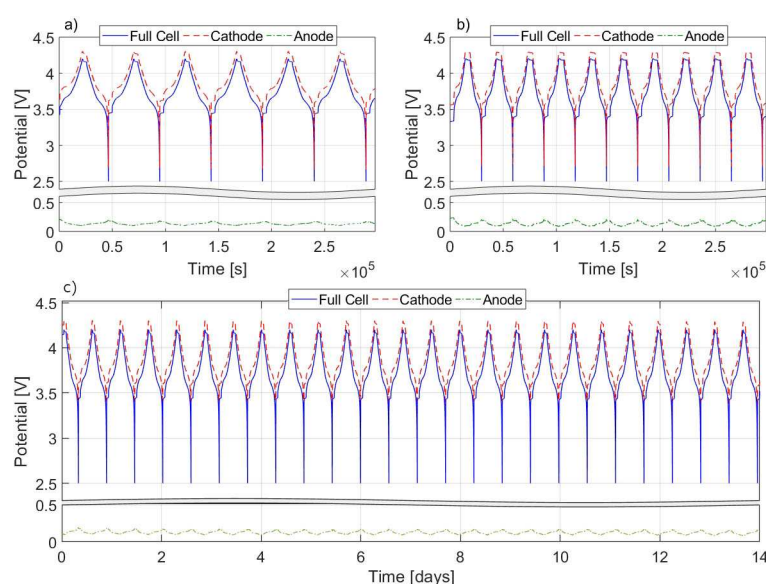 a)
Full Cell Cathode Anode
4.5
4
3.5
3
2.5
0.5
0
Potential [V]
0 0.5 1 1.5 2 2.5
Time [s]
×10⁵
b)
Full Cell Cathode Anode
4.5
4
3.5
3
2.5
0.5
0
Potential [V]
0 0.5 1 1.5 2 2.5
Time [s]
×10⁵
c)
Full Cell Cathode Anode
4.5
4
3.5
3
2.5
0.5
0
Potential [V]
0 2 4 6 8 10 12 14
Time [days]